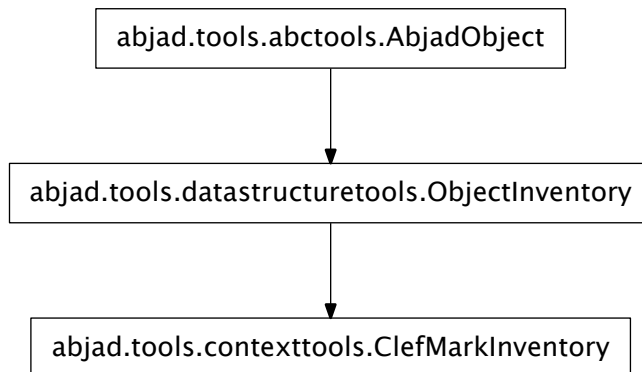 abjad.tools.abctools.AbjadObject
abjad.tools.datastructuretools.ObjectInventory
abjad.tools.contexttools.ClefMarkInventory